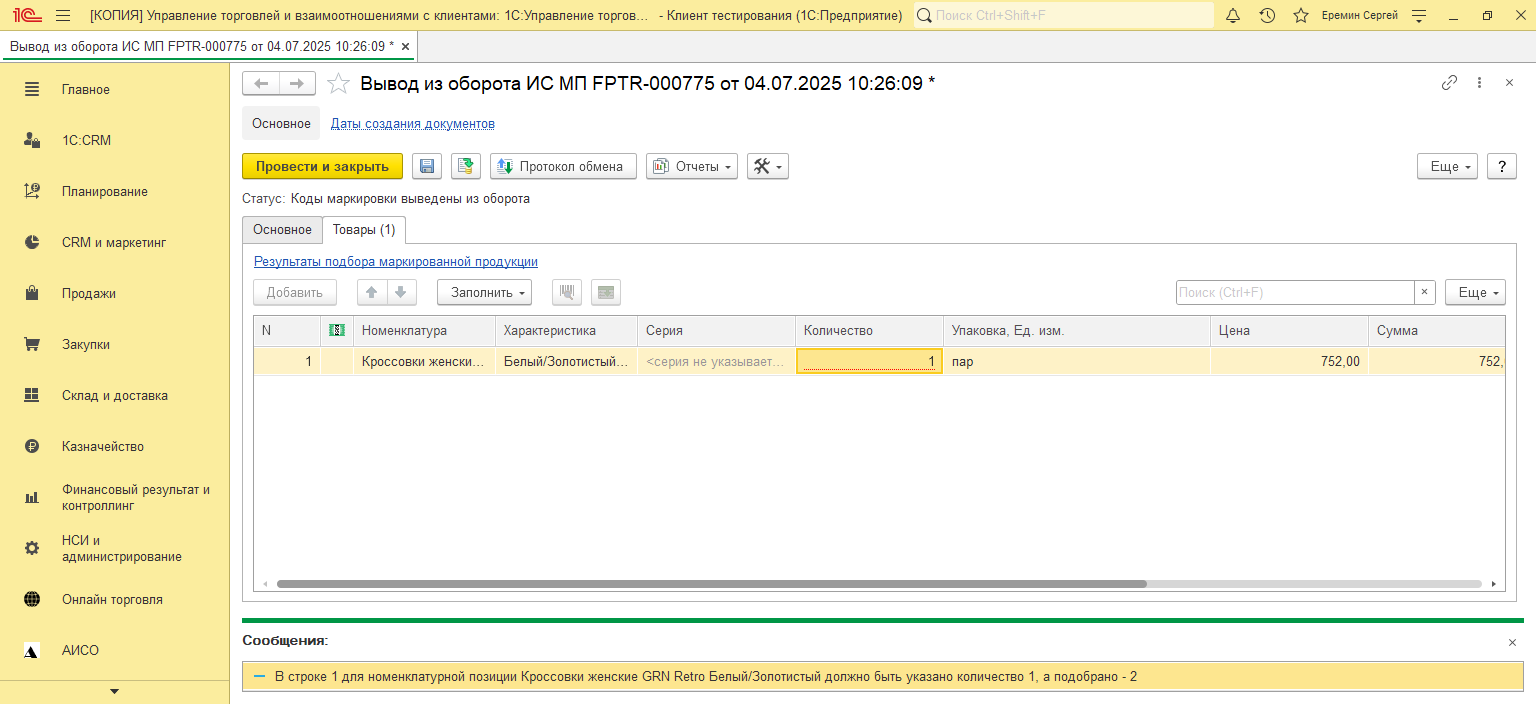 1С [КОПИЯ] Управление торговлей и взаимоотношениями с клиентами: 1С:Управление торгов... - Клиент тестирования (1С:Предприятие) Поиск Ctrl+Shift+F Еремин Сергей
Вывод из оборота ИС МП FPTR-000775 от 04.07.2025 10:26:09 * ×
Главное
1С:CRM
Планирование
CRM и маркетинг
Продажи
Закупки
Склад и доставка
Казначейство
Финансовый результат и
контроллинг
НСИ и
администрирование
Онлайн торговля
АИСО
Вывод из оборота ИС МП FPTR-000775 от 04.07.2025 10:26:09 *
Основное Даты создания документов
Провести и закрыть Протокол обмена Отчеты Еще ?
Статус: Коды маркировки выведены из оборота
Основное Товары (1)
Результаты подбора маркированной продукции
Добавить Заполнить Поиск (Ctrl+F) × Еще
N Номенклатура Характеристика Серия Количество Упаковка, Ед. изм. Цена Сумма
1 Кроссовки женски... Белый/Золотистый... <серия не указывает... 1 пар 752,00 752,
Сообщения:
В строке 1 для номенклатурной позиции Кроссовки женские GRN Retro Белый/Золотистый должно быть указано количество 1, а подобрано - 2